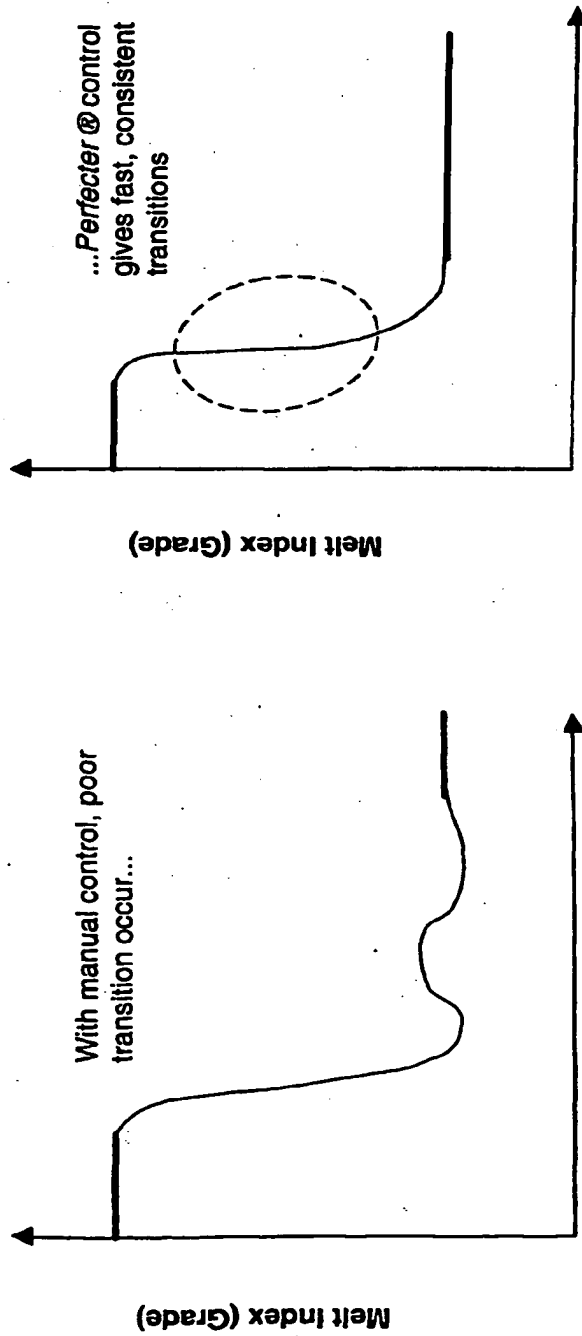 With manual control, poor
transition occur...
Melt Index (Grade)
...Perfecter ® control
gives fast, consistent
transitions
Melt Index (Grade)